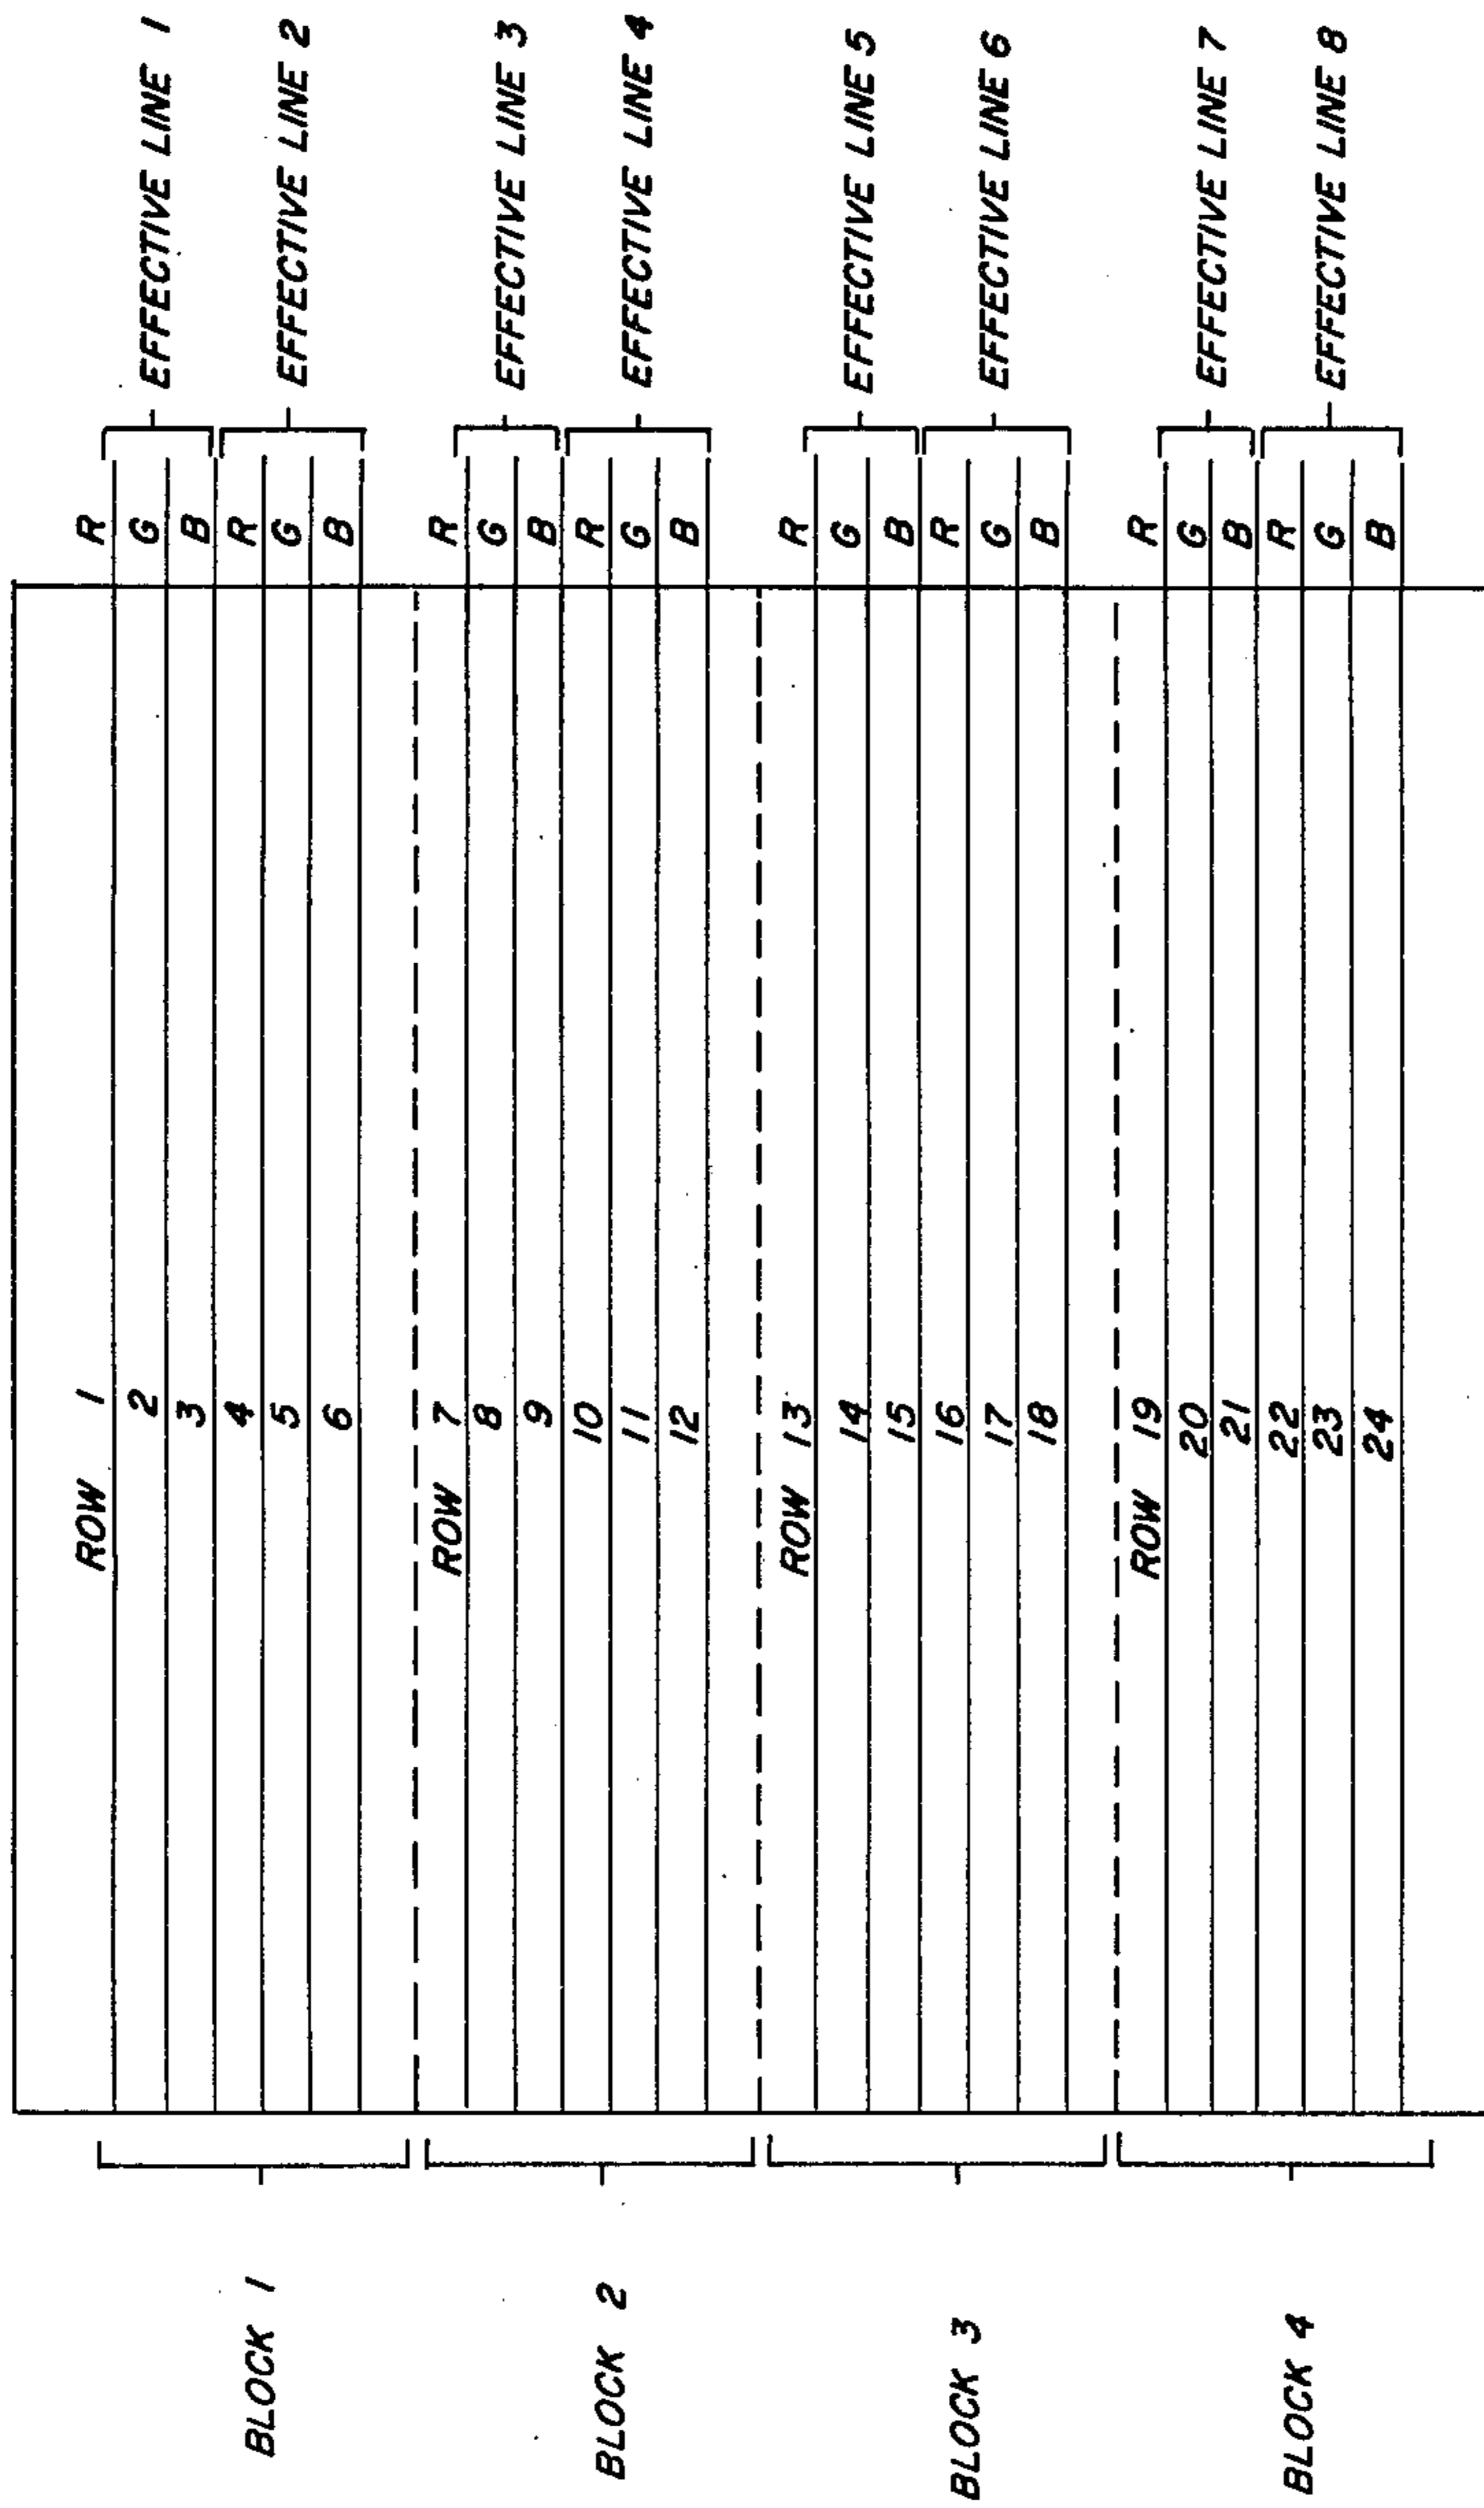 ROW 1 R
2 G
3 B
EFFECTIVE LINE 1
4 R
5 G
6 B
EFFECTIVE LINE 2
BLOCK 1
ROW 7 R
8 G
9 B
EFFECTIVE LINE 3
10 R
11 G
12 B
EFFECTIVE LINE 4
BLOCK 2
ROW 13 R
14 G
15 B
EFFECTIVE LINE 5
16 R
17 G
18 B
EFFECTIVE LINE 6
BLOCK 3
ROW 19 R
20 G
21 B
EFFECTIVE LINE 7
22 R
23 G
24 B
EFFECTIVE LINE 8
BLOCK 4